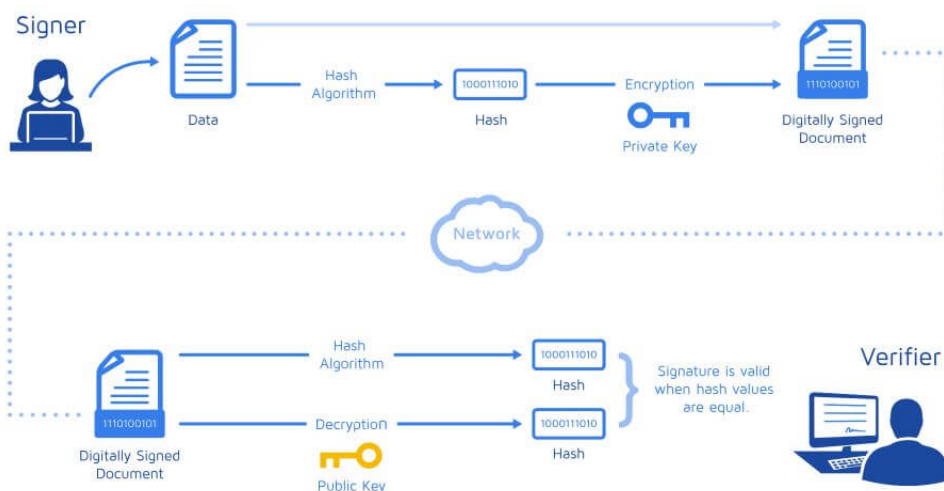 Signer
Hash
Algorithm
1000111010
Encryption
1110100101
Data
Hash
Private Key
Digitally Signed
Document
Network
Hash
Algorithm
1000111010
Hash
Verifier
Signature is valid
when hash values
are equal.
1110100101
Decryption
1000111010
Hash
Digitally Signed
Document
Public Key